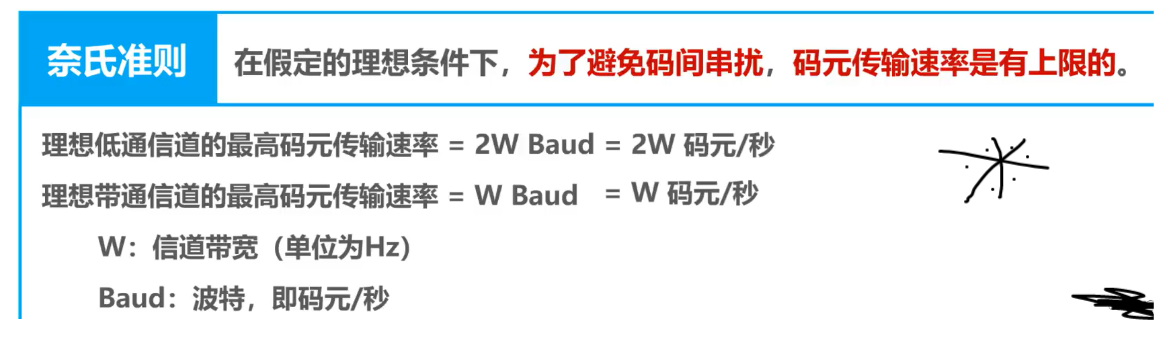 奈氏准则 在假定的理想条件下，为了避免码间串扰，码元传输速率是有上限的。
理想低通信道的最高码元传输速率 = 2W Baud = 2W 码元/秒
理想带通信道的最高码元传输速率 = W Baud = W 码元/秒
W：信道带宽（单位为Hz）
Baud：波特，即码元/秒